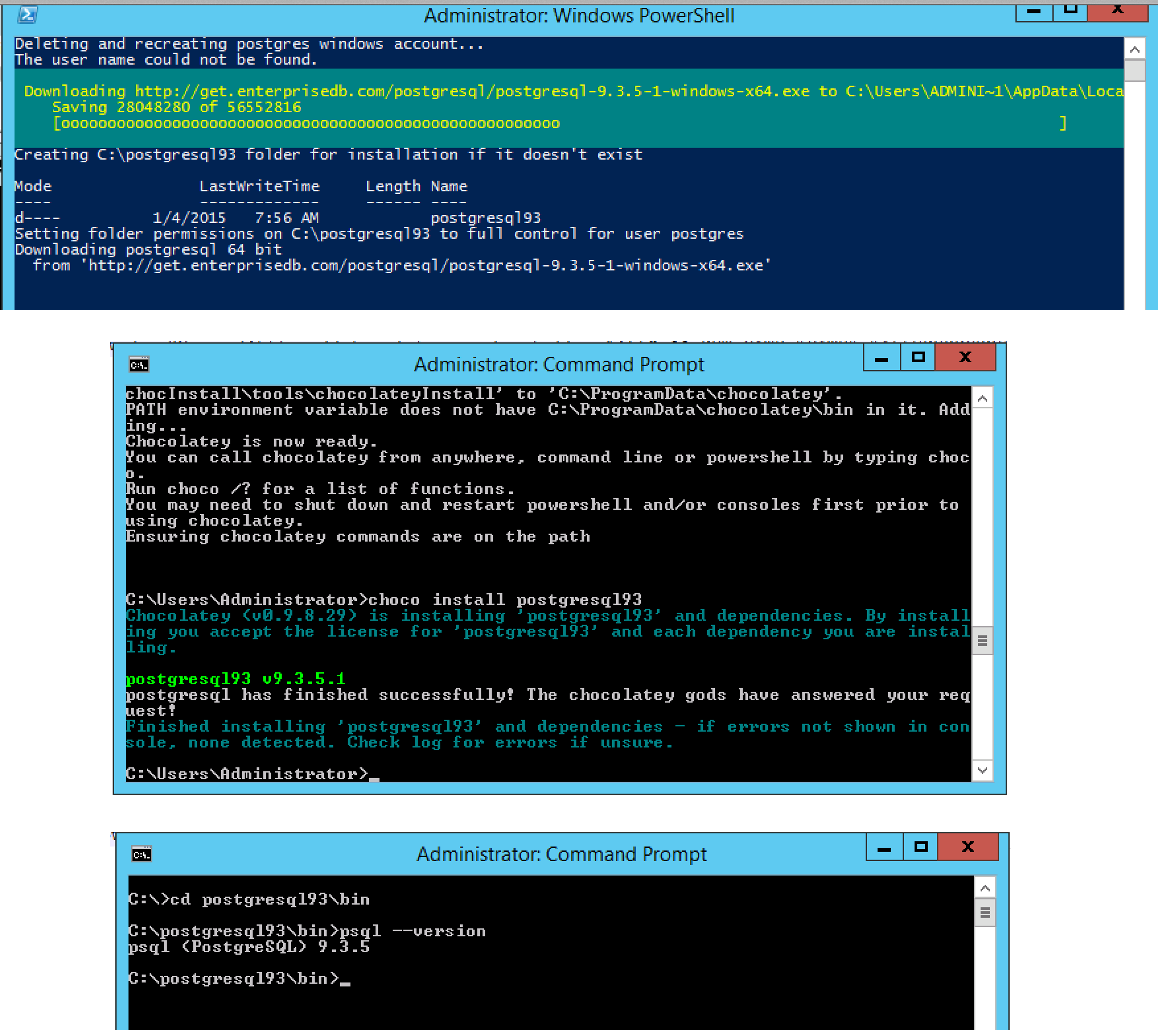 Administrator: Windows PowerShell
Deleting and recreating postgres windows account...
The user name could not be found.
Downloading http://get.enterprisedb.com/postgresql/postgresql-9.3.5-1-windows-x64.exe to C:\Users\ADMINI~1\AppData\Loca
Saving 28048280 of 56552816
[oooooooooooooooooooooooooooooooooooooooooooooooooooooo ]
Creating C:\postgresql93 folder for installation if it doesn't exist
Mode LastWriteTime Length Name
---- ------------- ------ ----
d---- 1/4/2015 7:56 AM postgresql93
Setting folder permissions on C:\postgresql93 to full control for user postgres
Downloading postgresql 64 bit
from 'http://get.enterprisedb.com/postgresql/postgresql-9.3.5-1-windows-x64.exe'
Administrator: Command Prompt
chocInstall\tools\chocolateyInstall' to 'C:\ProgramData\chocolatey'.
PATH environment variable does not have C:\ProgramData\chocolatey\bin in it. Add
ing...
Chocolatey is now ready.
You can call chocolatey from anywhere, command line or powershell by typing choc
o.
Run choco /? for a list of functions.
You may need to shut down and restart powershell and/or consoles first prior to
using chocolatey.
Ensuring chocolatey commands are on the path
C:\Users\Administrator>choco install postgresql93
Chocolatey (v0.9.8.29) is installing 'postgresql93' and dependencies. By install
ing you accept the license for 'postgresql93' and each dependency you are instal
ling.
postgresql93 v9.3.5.1
postgresql has finished successfully! The chocolatey gods have answered your req
uest!
Finished installing 'postgresql93' and dependencies - if errors not shown in con
sole, none detected. Check log for errors if unsure.
C:\Users\Administrator>_
Administrator: Command Prompt
C:\>cd postgresql93\bin
C:\postgresql93\bin>psql --version
psql (PostgreSQL) 9.3.5
C:\postgresql93\bin>_